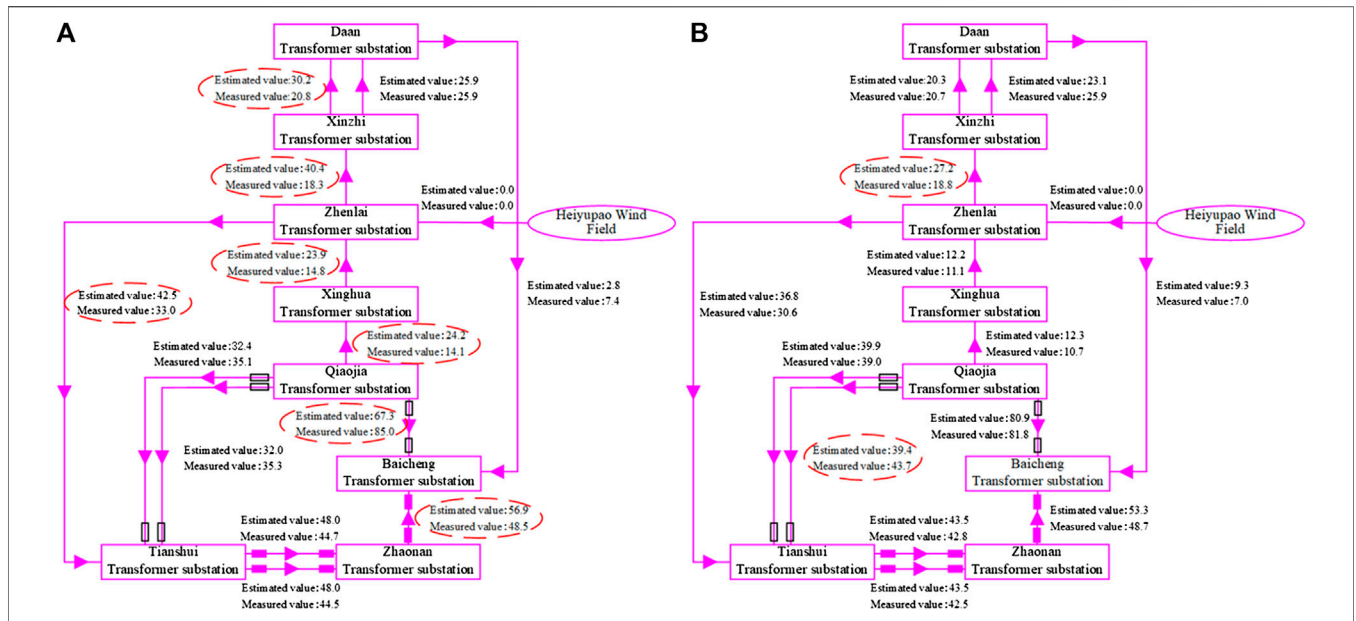 A
Daan
Transformer substation
Estimated value:30.2
Measured value:20.8
Estimated value:25.9
Measured value:25.9
Xinzhi
Transformer substation
Estimated value:40.4
Measured value:18.3
Estimated value:0.0
Measured value:0.0
Zhenlai
Transformer substation
Heiyupao Wind
Field
Estimated value:23.9
Measured value:14.8
Estimated value:42.5
Measured value:33.0
Xinghua
Transformer substation
Estimated value:2.8
Measured value:7.4
Estimated value:24.2
Measured value:14.1
Estimated value:32.4
Measured value:35.1
Qiaojia
Transformer substation
Estimated value:67.3
Measured value:85.0
Estimated value:32.0
Measured value:35.3
Baicheng
Transformer substation
Estimated value:56.9
Measured value:48.5
Estimated value:48.0
Measured value:44.7
Tianshui
Transformer substation
Zhaonan
Transformer substation
Estimated value:48.0
Measured value:44.5
B
Daan
Transformer substation
Estimated value:20.3
Measured value:20.7
Estimated value:23.1
Measured value:25.9
Xinzhi
Transformer substation
Estimated value:27.2
Measured value:18.8
Estimated value:0.0
Measured value:0.0
Zhenlai
Transformer substation
Heiyupao Wind
Field
Estimated value:12.2
Measured value:11.1
Estimated value:36.8
Measured value:30.6
Xinghua
Transformer substation
Estimated value:9.3
Measured value:7.0
Estimated value:12.3
Measured value:10.7
Estimated value:39.9
Measured value:39.0
Qiaojia
Transformer substation
Estimated value:80.9
Measured value:81.8
Estimated value:39.4
Measured value:43.7
Baicheng
Transformer substation
Estimated value:53.3
Measured value:48.7
Estimated value:43.5
Measured value:42.8
Tianshui
Transformer substation
Zhaonan
Transformer substation
Estimated value:43.5
Measured value:42.5